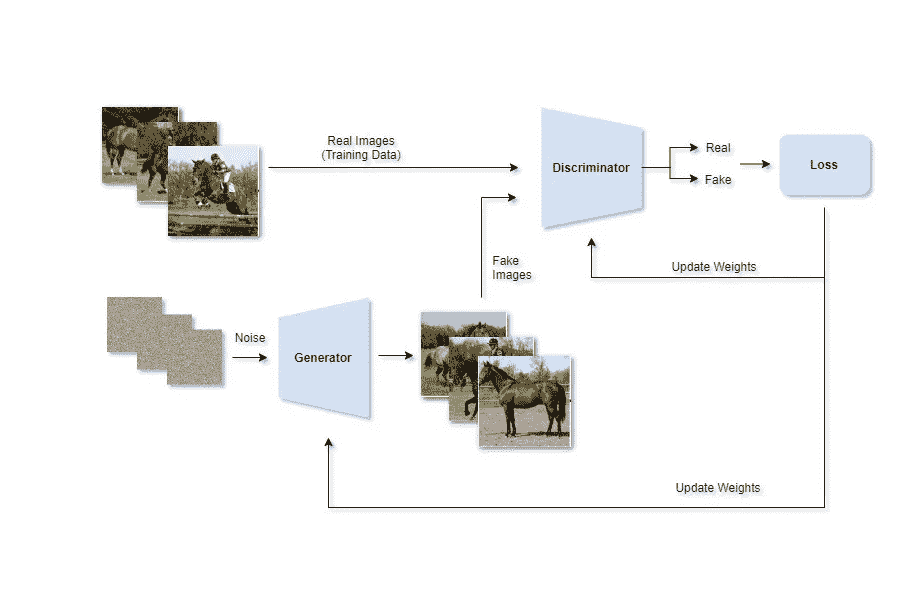 Real Images
(Training Data)
Discriminator
Real
Fake
Loss
Fake
Images
Update Weights
Noise
Generator
Update Weights